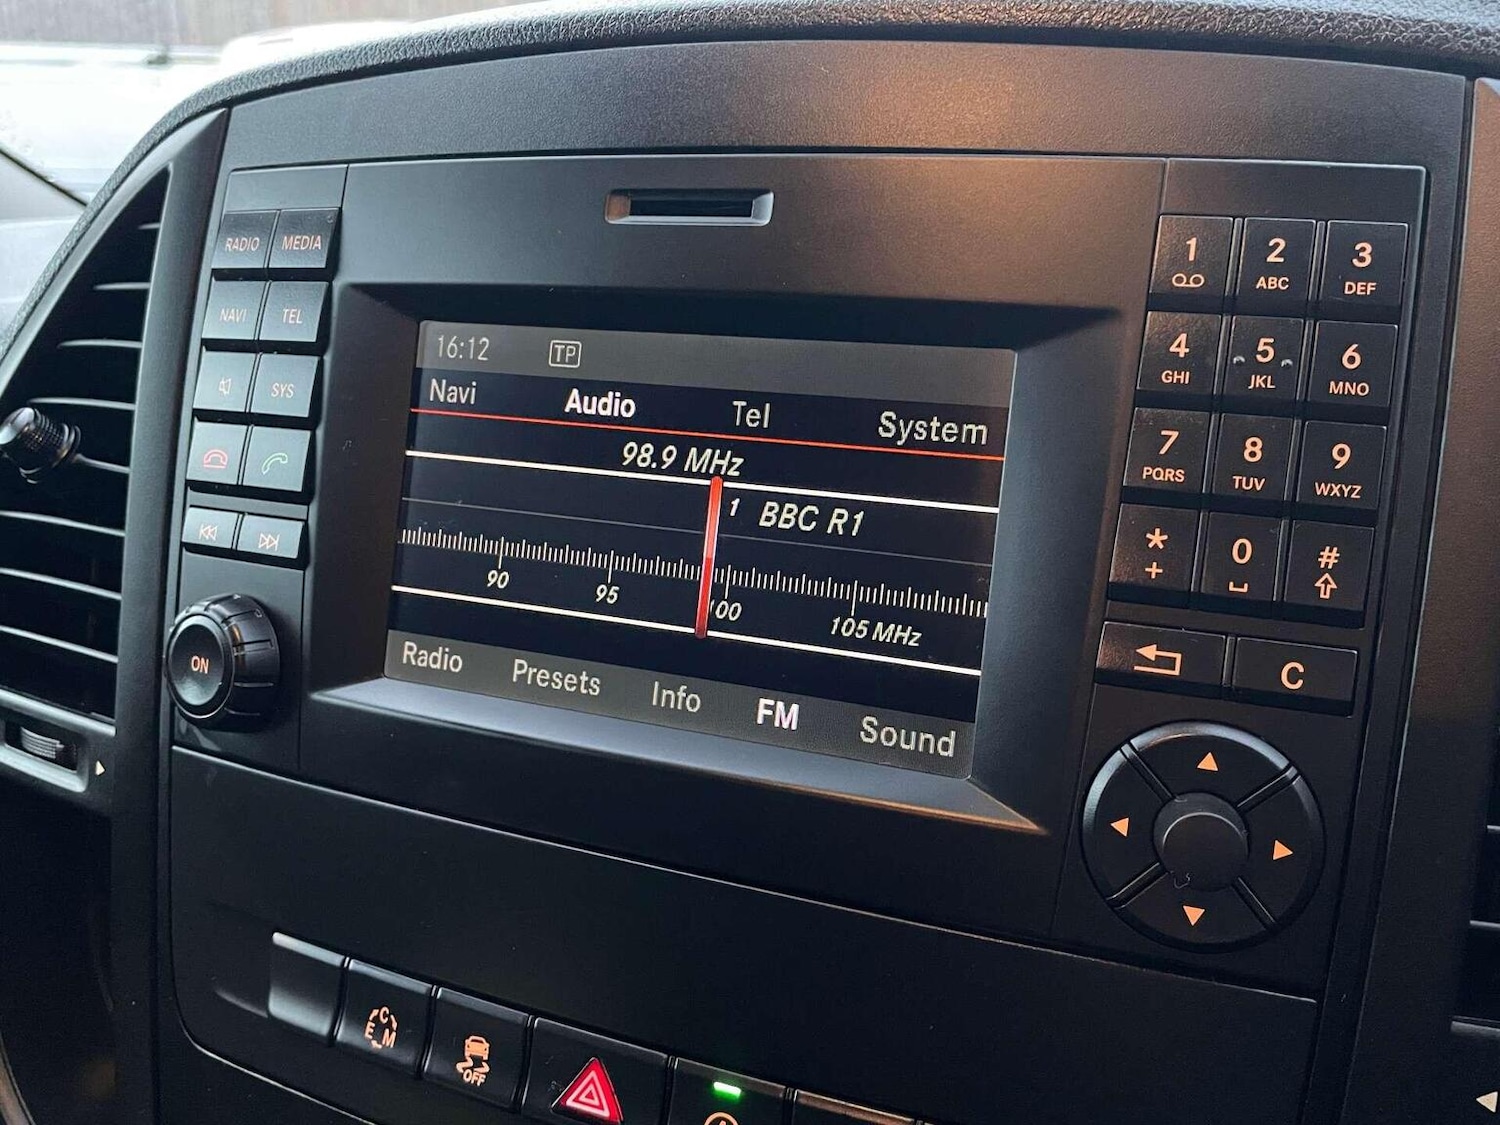 RADIO MEDIA
NAVI TEL
SYS
ON
16:12 TP
Navi Audio Tel System
98.9 MHz
1 BBC R1
90 95 100 105 MHz
Radio Presets Info FM Sound
1 2 ABC 3 DEF
4 GHI 5 JKL 6 MNO
7 PQRS 8 TUV 9 WXYZ
* + 0 #
C
C E M
OFF